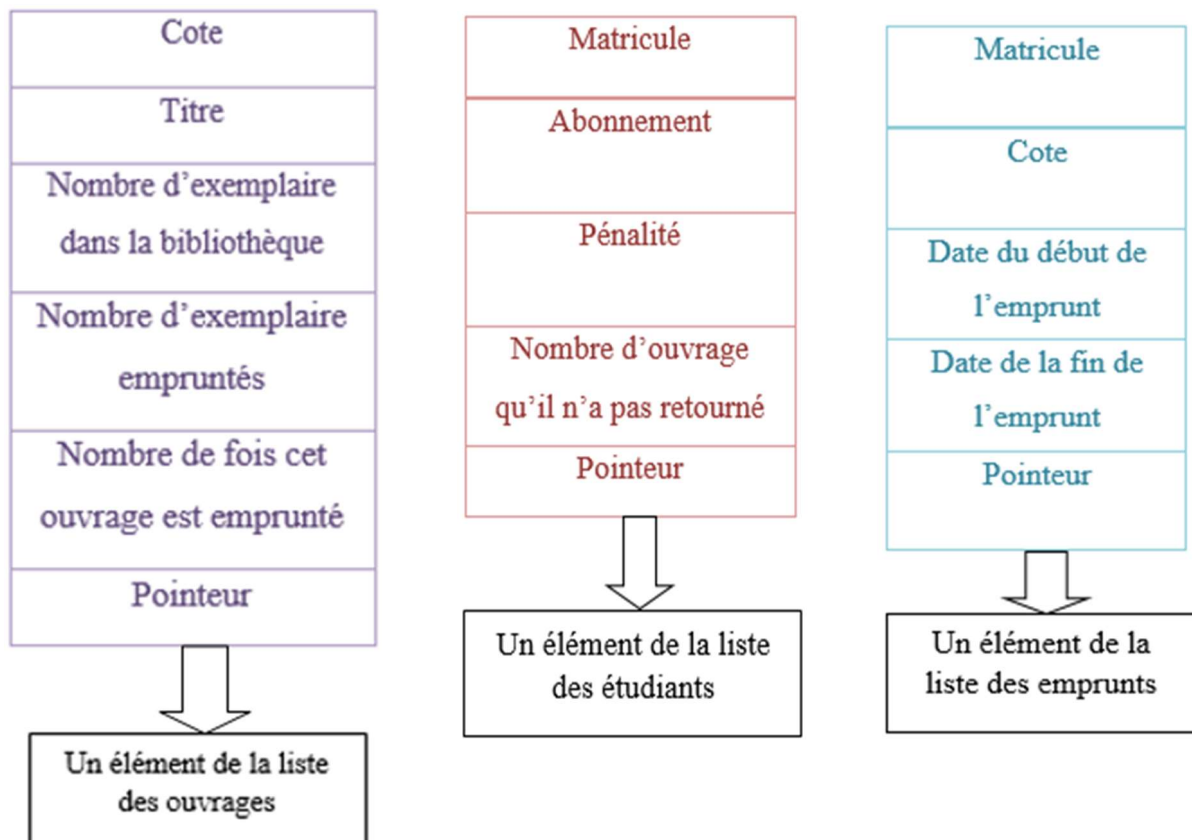 Cote
Titre
Nombre d'exemplaire
dans la bibliothèque
Nombre d'exemplaire
empruntés
Nombre de fois cet
ouvrage est emprunté
Pointeur
Un élément de la liste
des ouvrages
Matricule
Abonnement
Pénalité
Nombre d'ouvrage
qu'il n'a pas retourné
Pointeur
Un élément de la liste
des étudiants
Matricule
Cote
Date du début de
l'emprunt
Date de la fin de
l'emprunt
Pointeur
Un élément de la
liste des emprunts